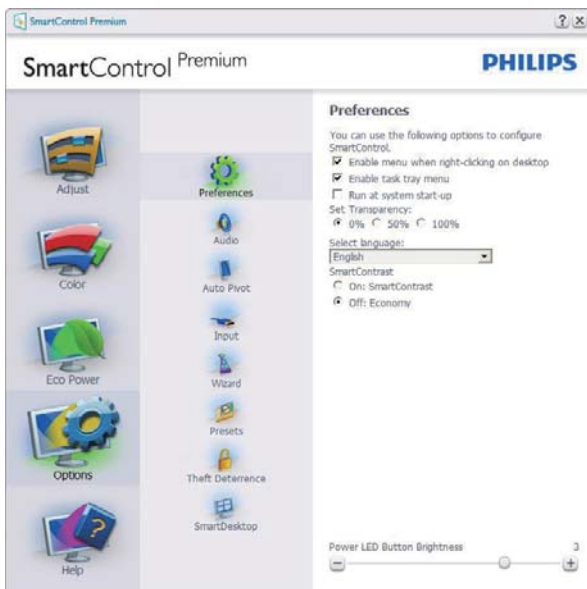 SmartControl Premium
SmartControl Premium
PHILIPS
Adjust
Color
Eco Power
Options
Help
Preferences
Audio
Auto Pivot
Input
Wizard
Presets
Theft Deterrence
SmartDesktop
Preferences
You can use the following options to configure
SmartControl.
Enable menu when right-clicking on desktop
Enable task tray menu
Run at system start-up
Set Transparency:
0% 50% 100%
Select language:
English
SmartContrast
On: SmartContrast
Off: Economy
Power LED Button Brightness 3